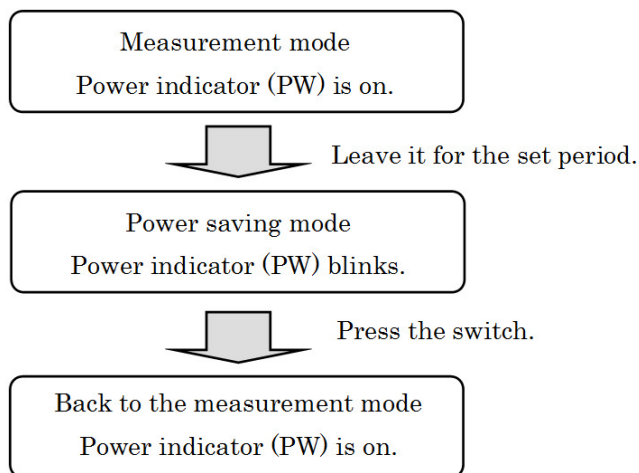 Measurement mode
Power indicator (PW) is on.
Leave it for the set period.
Power saving mode
Power indicator (PW) blinks.
Press the switch.
Back to the measurement mode
Power indicator (PW) is on.